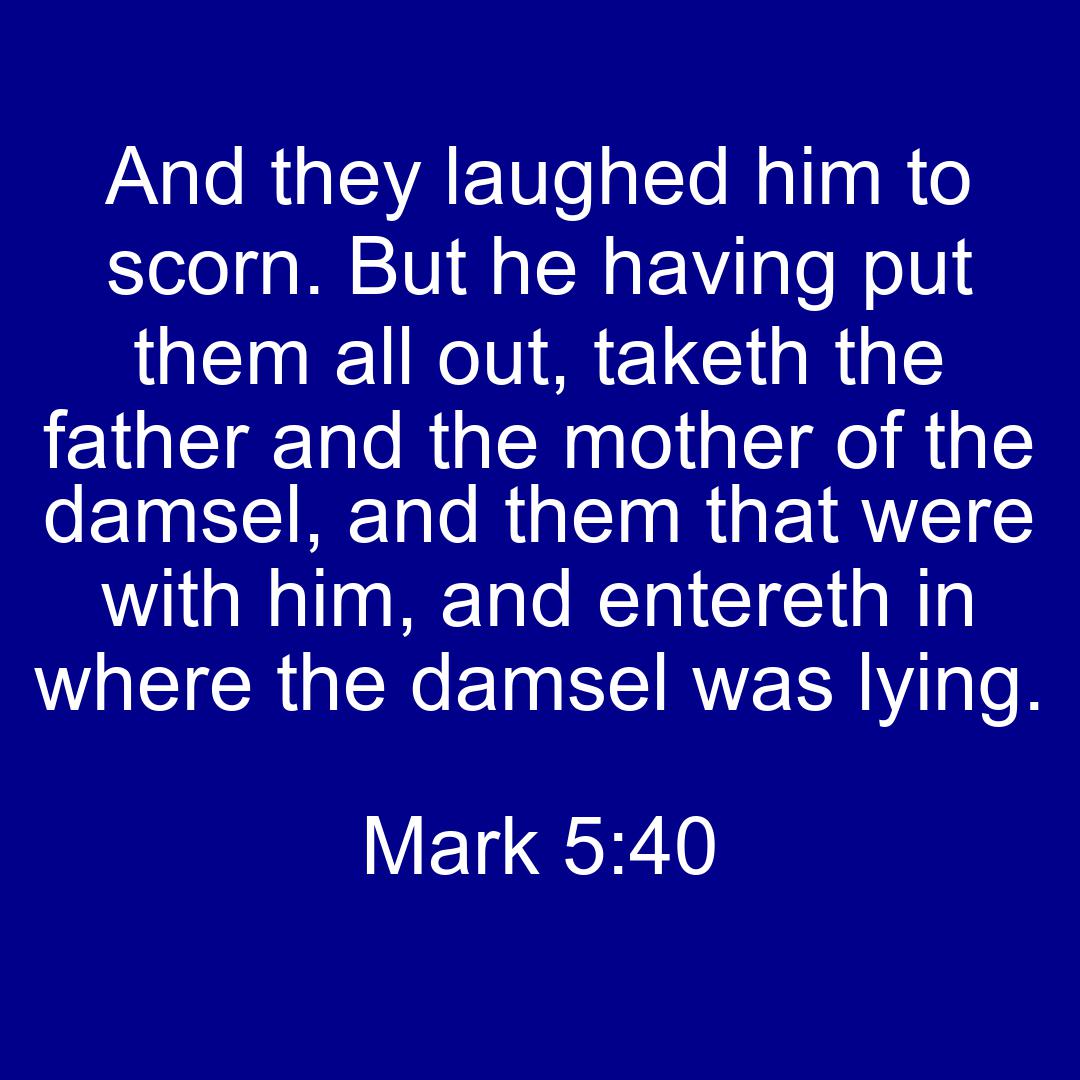 And they laughed him to
scorn. But he having put
them all out, taketh the
father and the mother of the
damsel, and them that were
with him, and entereth in
where the damsel was lying.
Mark 5:40